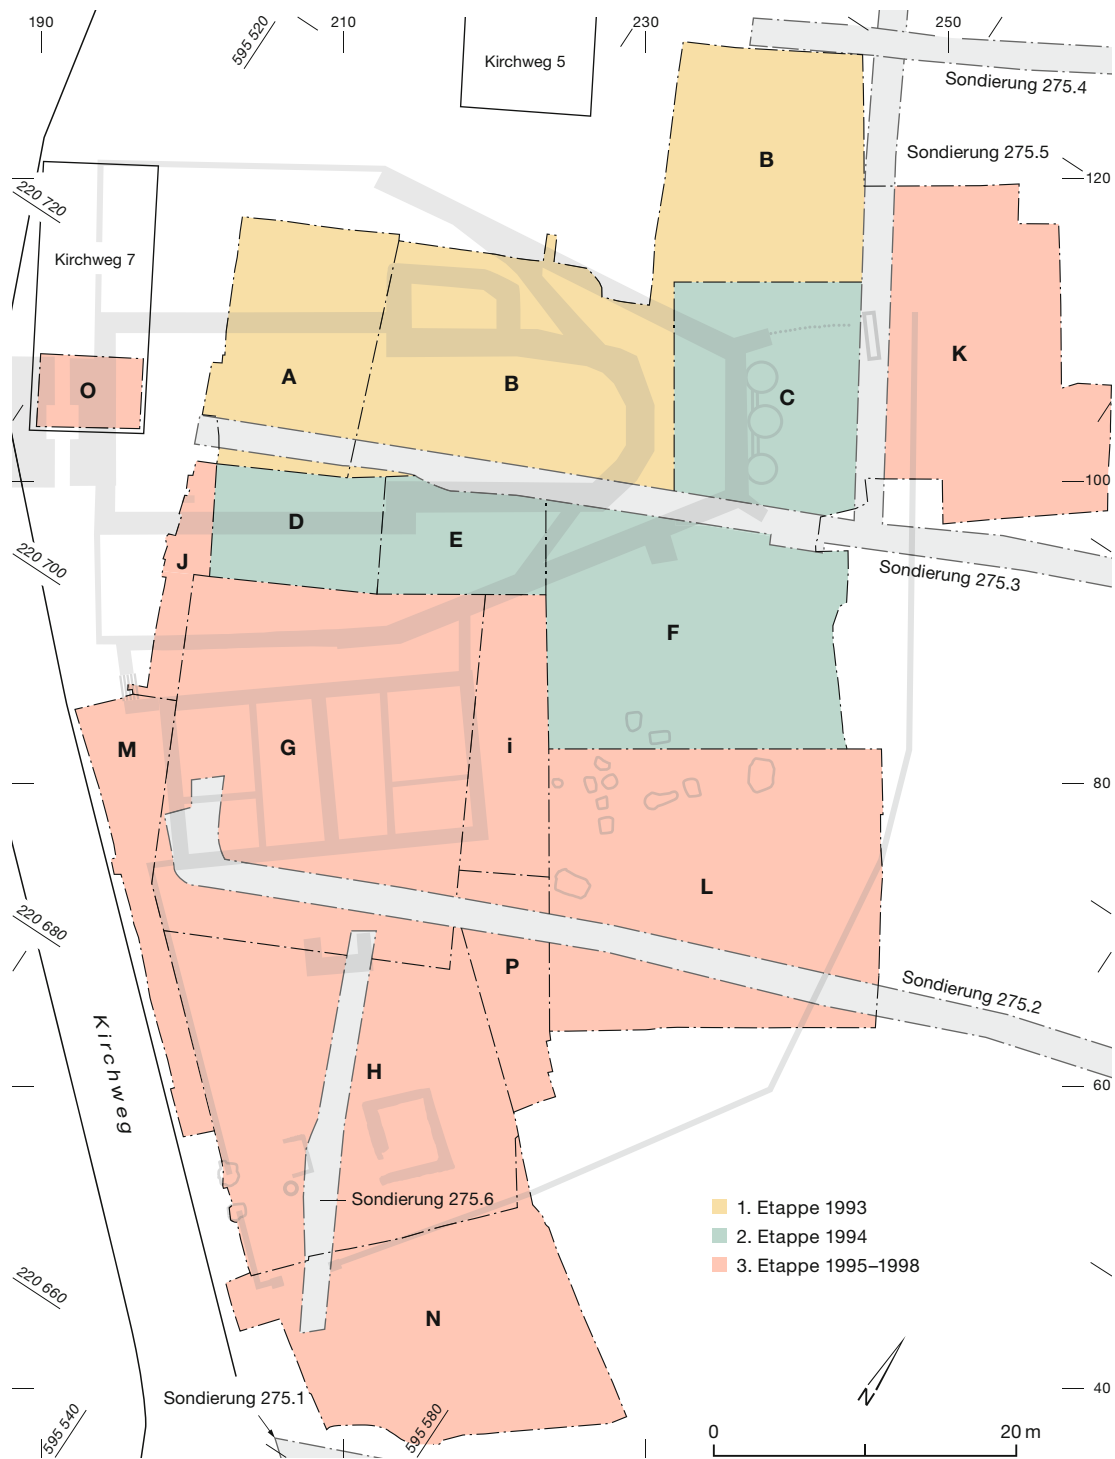 190
210
230
250
595 520
Kirchweg 5
Sondierung 275.4
Sondierung 275.5
120
B
220 720
Kirchweg 7
K
O
A
B
C
100
D
E
J
220 700
Sondierung 275.3
F
M
G
i
80
L
220 680
P
Sondierung 275.2
Kirchweg
H
60
Sondierung 275.6
1. Etappe 1993
2. Etappe 1994
3. Etappe 1995–1998
220 660
N
Sondierung 275.1
N
40
595 540
595 580
0
20 m